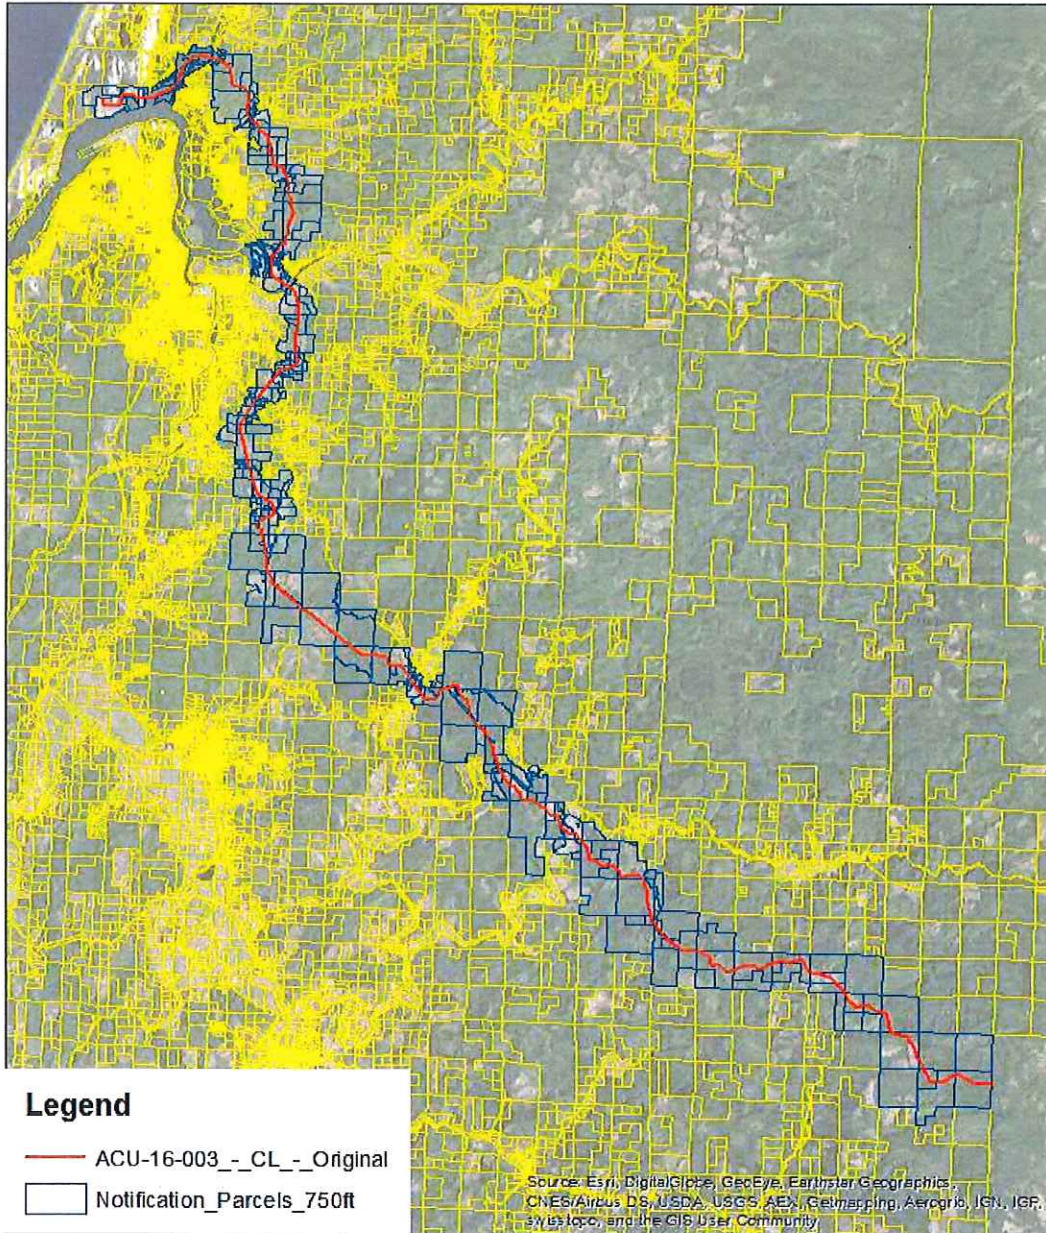 Legend
ACU-16-003_-_CL_-_Original
Notification_Parcels_750ft
Source: Esri, DigitalGlobe, GeoEye, Earthstar Geographics,
CNES/Airbus DS, USDA, USGS, AEX, Getmapping, Aerogrid, IGN, IGP,
swisstopo, and the GIS User Community